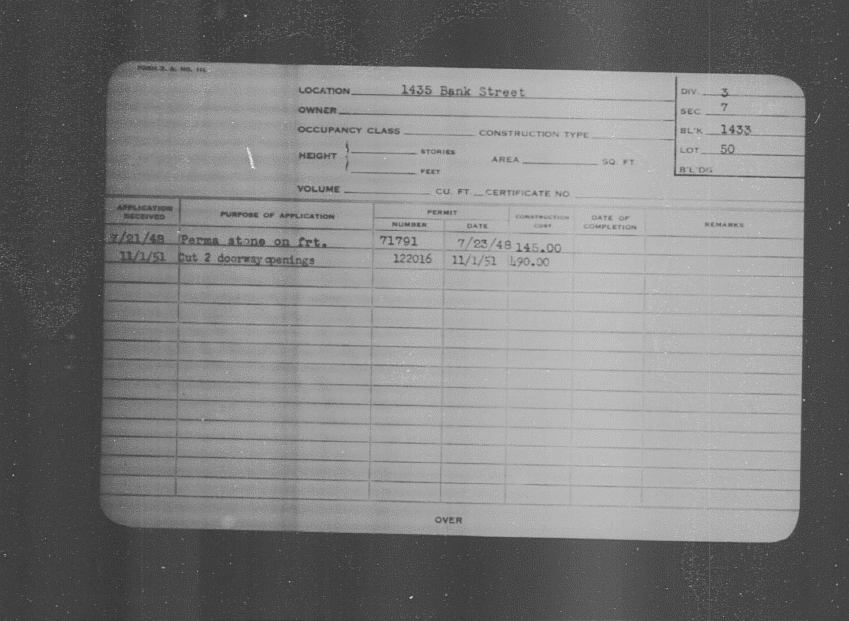 FORM Z. A. NO. 111
LOCATION 1435 Bank Street
OWNER
OCCUPANCY CLASS CONSTRUCTION TYPE
HEIGHT STORIES AREA SQ. FT.
FEET
VOLUME CU. FT. CERTIFICATE NO
DIV. 3
SEC 7
BL'K 1433
LOT 50
B'L'DG
APPLICATION RECEIVED PURPOSE OF APPLICATION PERMIT NUMBER DATE CONSTRUCTION COST DATE OF COMPLETION REMARKS
7/21/48 Perma stone on frt. 71791 7/23/48 145.00
11/1/51 Cut 2 doorway openings 122016 11/1/51 490.00
OVER